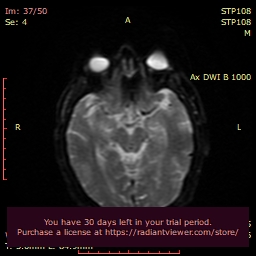 Im: 37/50
Se: 4
STP108
STP108
M
A
Ax DWI B 1000
R
L
You have 30 days left in your trial period.
Purchase a license at https://radiantviewer.com/store/